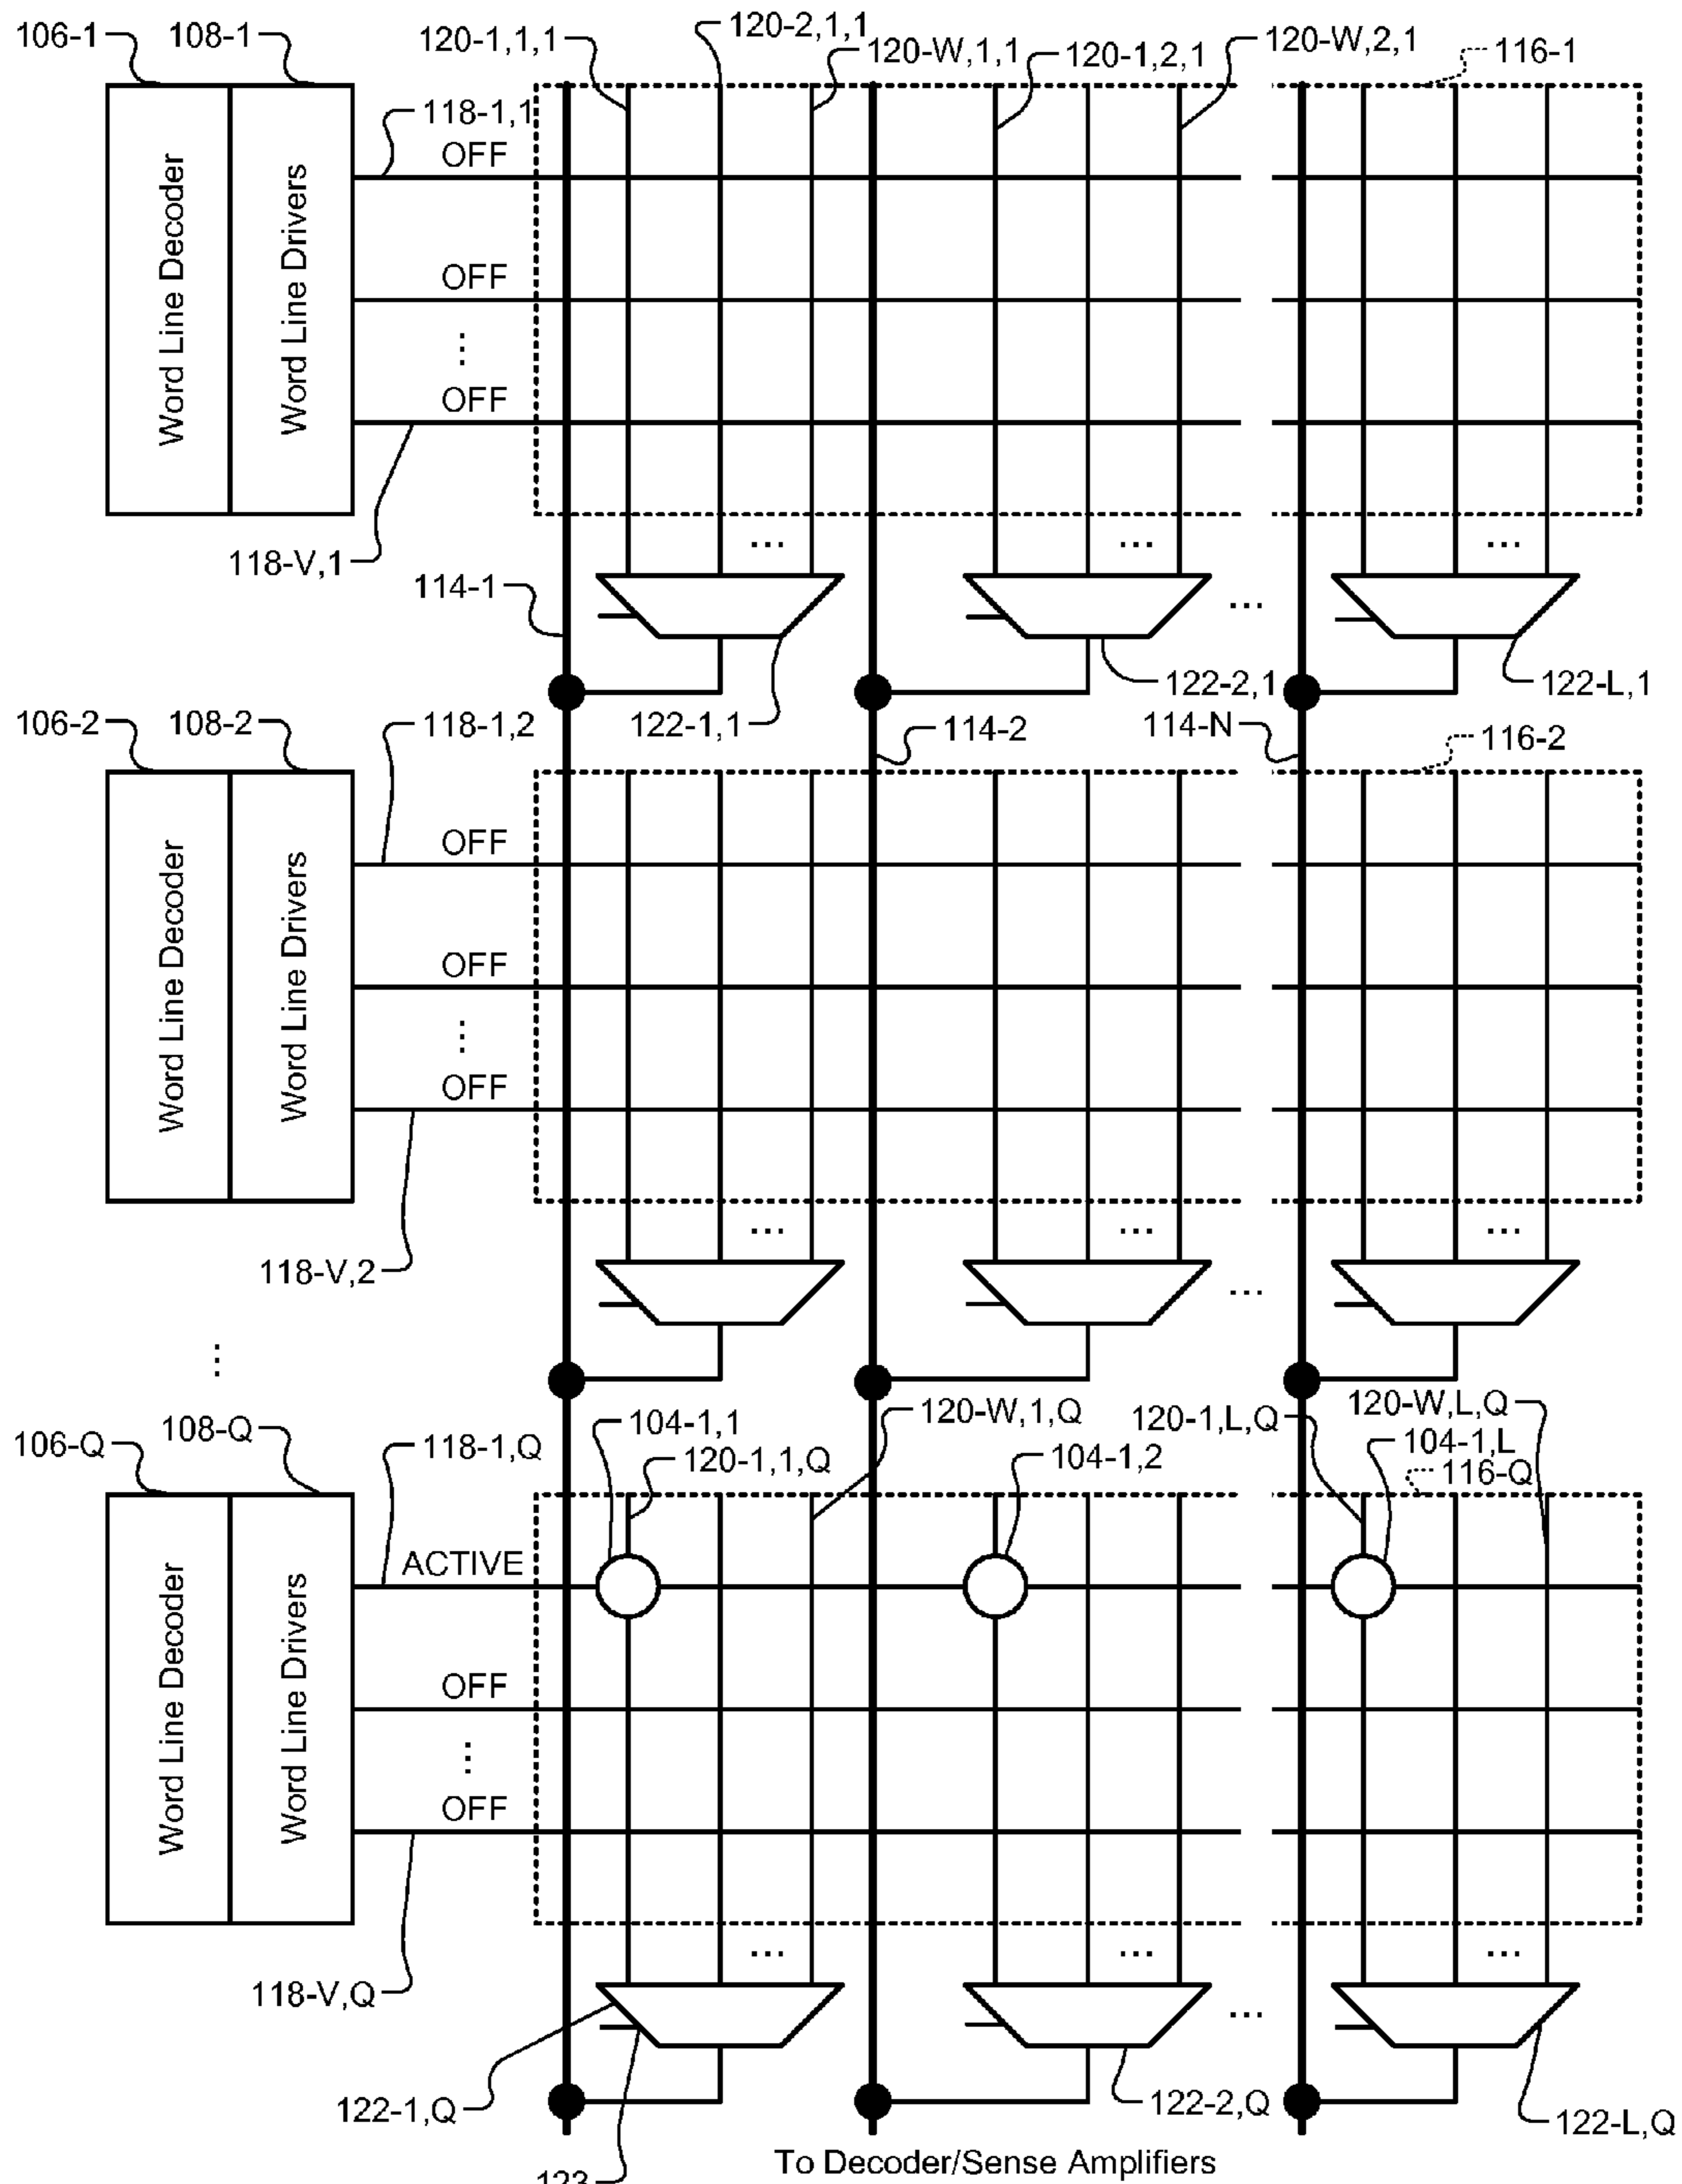 106-1
108-1
120-1,1,1
120-2,1,1
120-W,1,1
120-1,2,1
120-W,2,1
116-1
118-1,1
OFF
Word Line Decoder
Word Line Drivers
OFF
⋮
OFF
118-V,1
...
...
...
114-1
...
122-1,1
122-2,1
122-L,1
106-2
108-2
118-1,2
114-2
114-N
116-2
OFF
Word Line Decoder
Word Line Drivers
OFF
⋮
OFF
118-V,2
...
...
...
...
⋮
106-Q
108-Q
118-1,Q
104-1,1
120-1,1,Q
120-W,1,Q
104-1,2
120-1,L,Q
120-W,L,Q
104-1,L
116-Q
ACTIVE
Word Line Decoder
Word Line Drivers
OFF
⋮
OFF
118-V,Q
...
...
...
...
122-1,Q
122-2,Q
122-L,Q
123
To Decoder/Sense Amplifiers